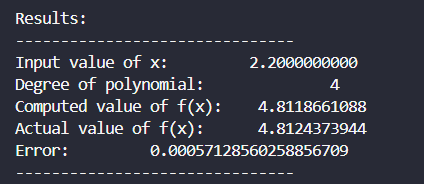 Results:
-------------------------------
Input value of x: 2.2000000000
Degree of polynomial: 4
Computed value of f(x): 4.8118661088
Actual value of f(x): 4.8124373944
Error: 0.00057128560258856709
-------------------------------